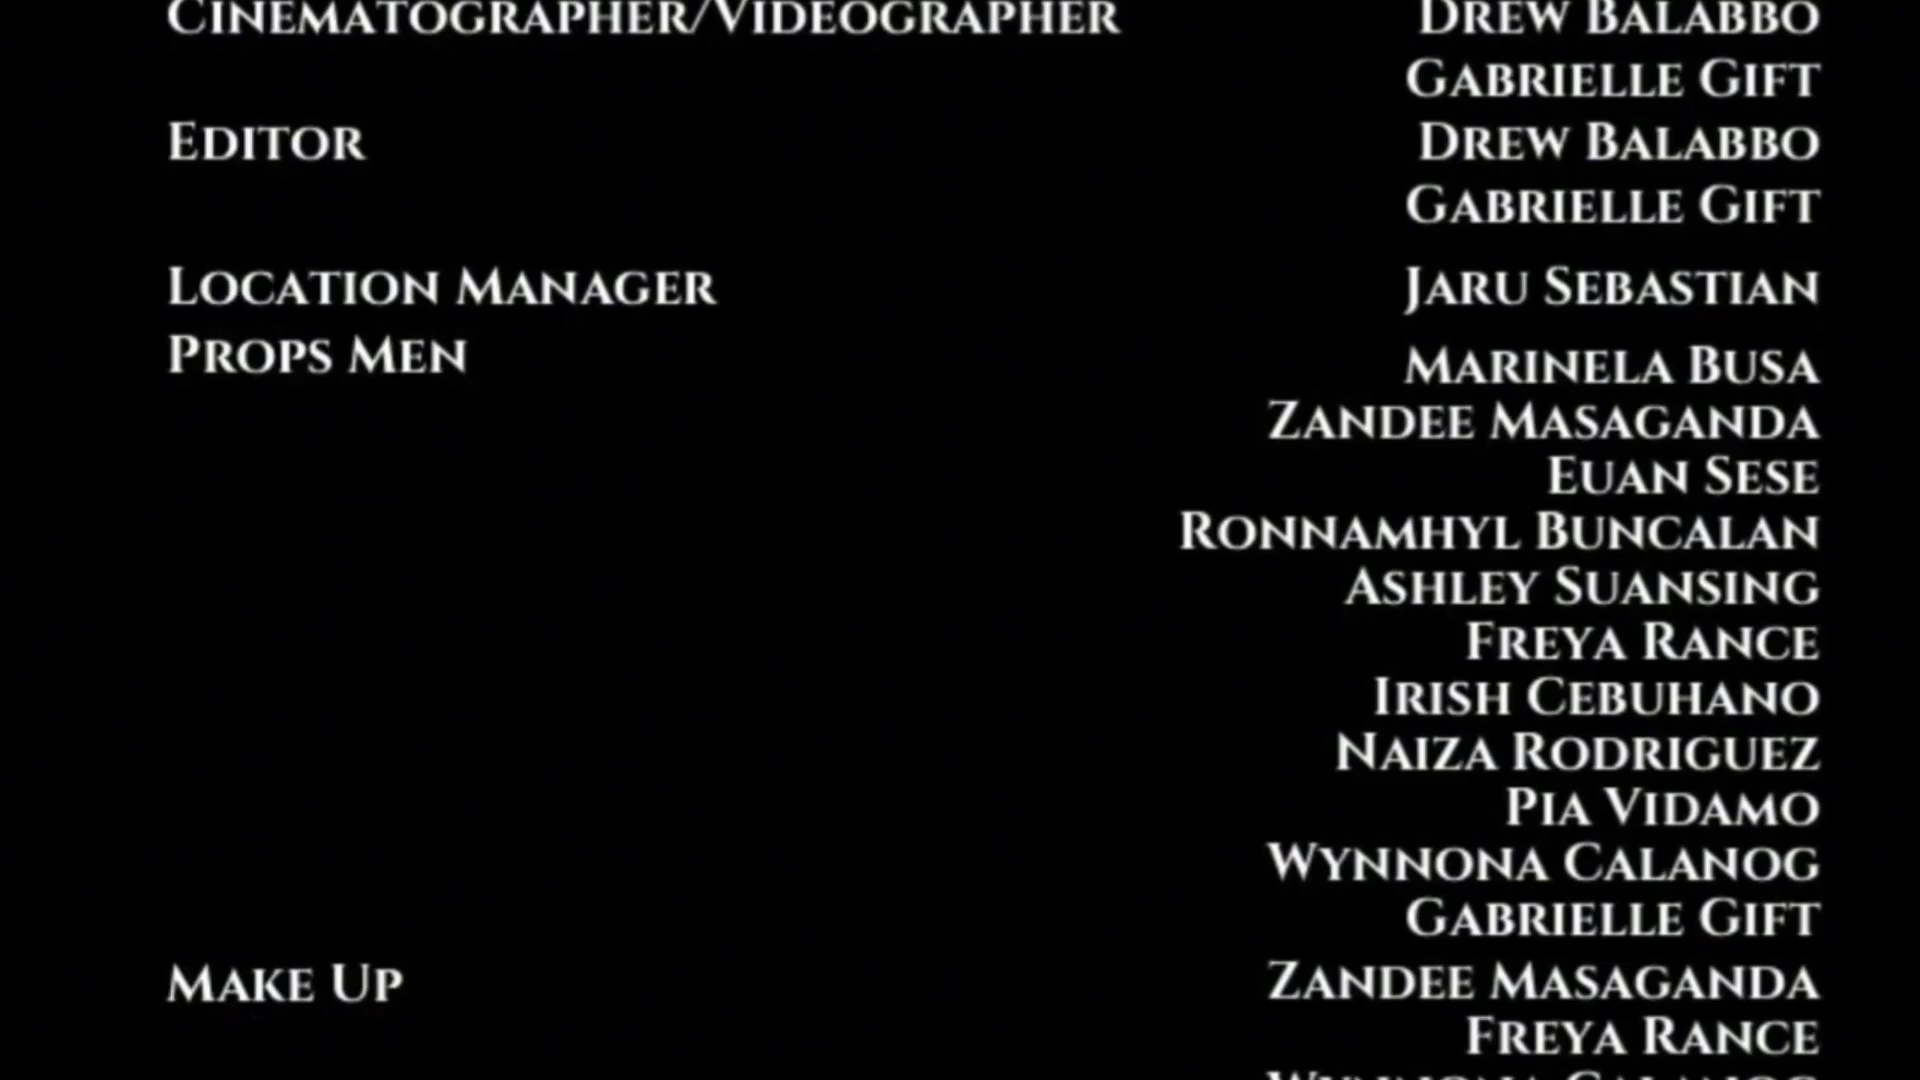 Cinematographer/Videographer Drew Balabbo
Gabrielle Gift
Editor Drew Balabbo
Gabrielle Gift
Location Manager Jaru Sebastian
Props Men Marinela Busa
Zandee Masaganda
Euan Sese
Ronnamhyl Buncalan
Ashley Suansing
Freya Rance
Irish Cebuhano
Naiza Rodriguez
Pia Vidamo
Wynnona Calanog
Gabrielle Gift
Make Up Zandee Masaganda
Freya Rance
Wynnona Calanog